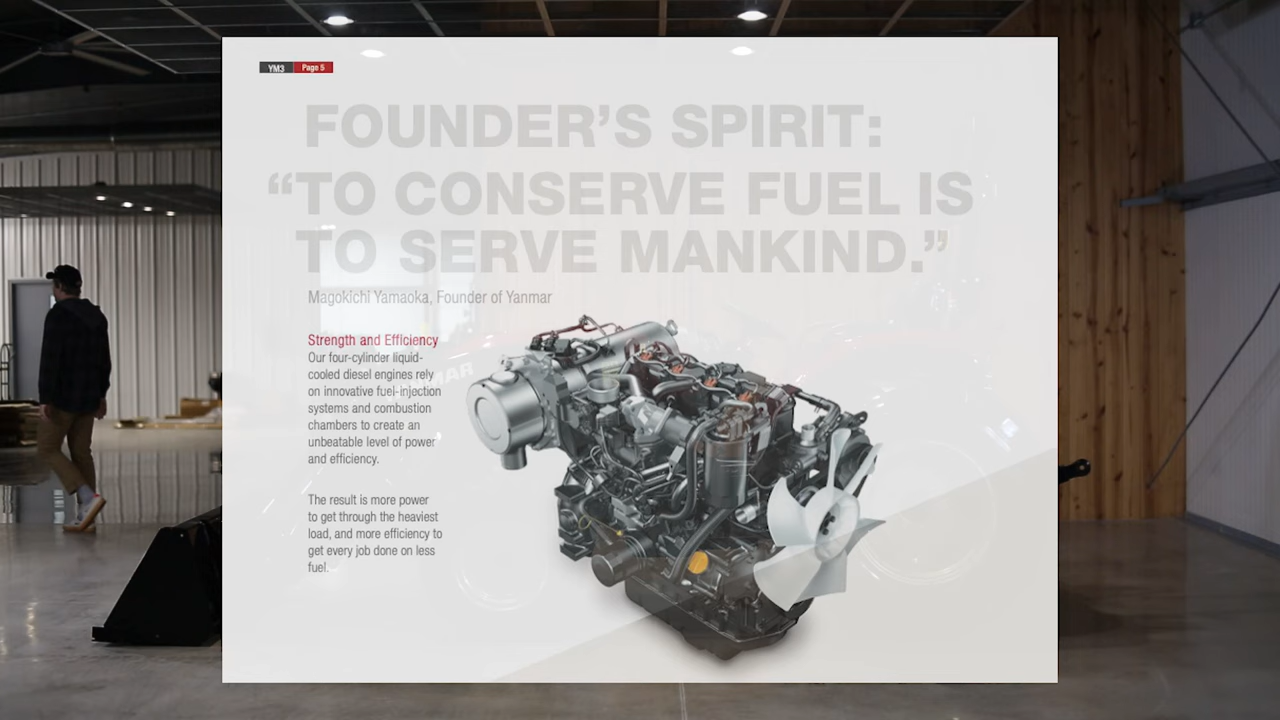 YM3 Page 5
FOUNDER’S SPIRIT:
“TO CONSERVE FUEL IS
TO SERVE MANKIND.”
Magokichi Yamaoka, Founder of Yanmar
Strength and Efficiency
Our four-cylinder liquid-
cooled diesel engines rely
on innovative fuel-injection
systems and combustion
chambers to create an
unbeatable level of power
and efficiency.
The result is more power
to get through the heaviest
load, and more efficiency to
get every job done on less
fuel.